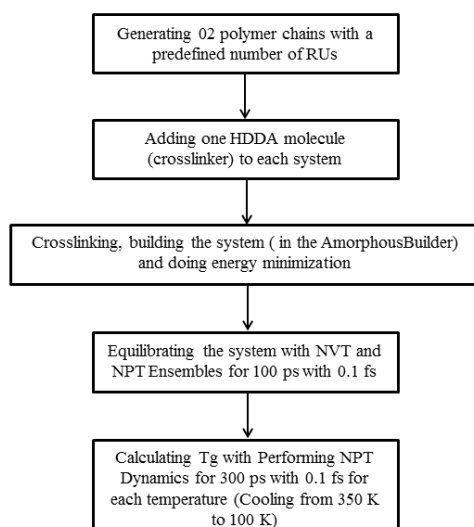 Generating 02 polymer chains with a
predefined number of RUs
Adding one HDDA molecule
(crosslinker) to each system
Crosslinking, building the system ( in the AmorphousBuilder)
and doing energy minimization
Equilibrating the system with NVT and
NPT Ensembles for 100 ps with 0.1 fs
Calculating Tg with Performing NPT
Dynamics for 300 ps with 0.1 fs for
each temperature (Cooling from 350 K
to 100 K)